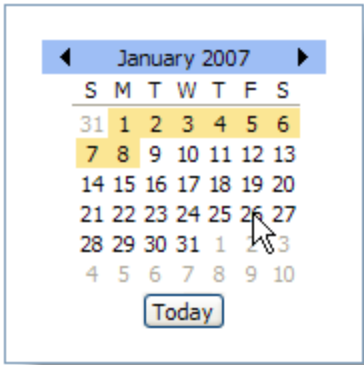 January 2007
S M T W T F S
31 1 2 3 4 5 6
7 8 9 10 11 12 13
14 15 16 17 18 19 20
21 22 23 24 25 26 27
28 29 30 31 1 2 3
4 5 6 7 8 9 10
Today